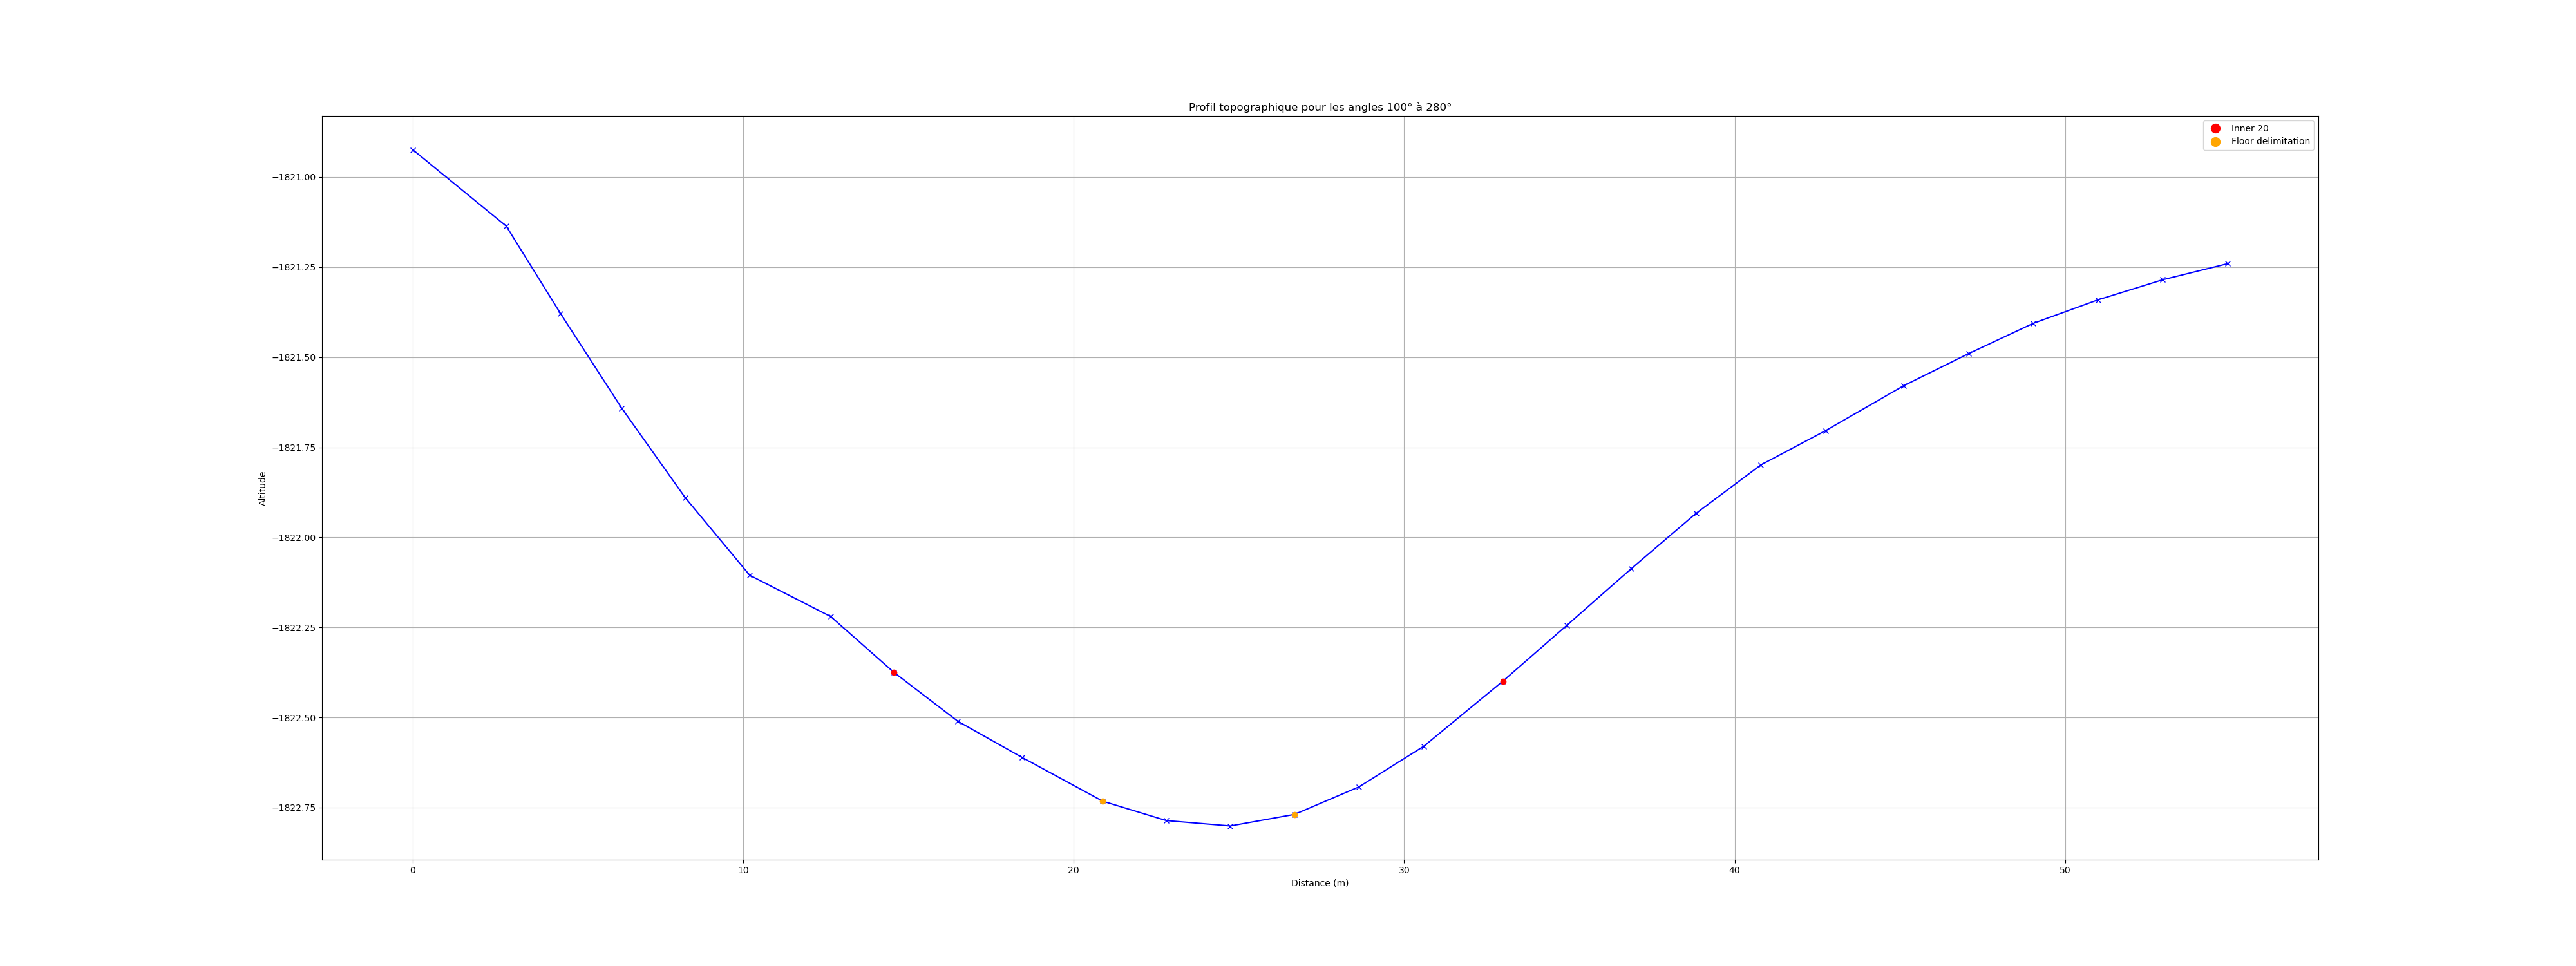 Profil topographique pour les angles 100° à 280°
Inner 20
Floor delimitation
−1821.00
−1821.25
−1821.50
−1821.75
−1822.00
−1822.25
−1822.50
−1822.75
Altitude
0 10 20 30 40 50
Distance (m)